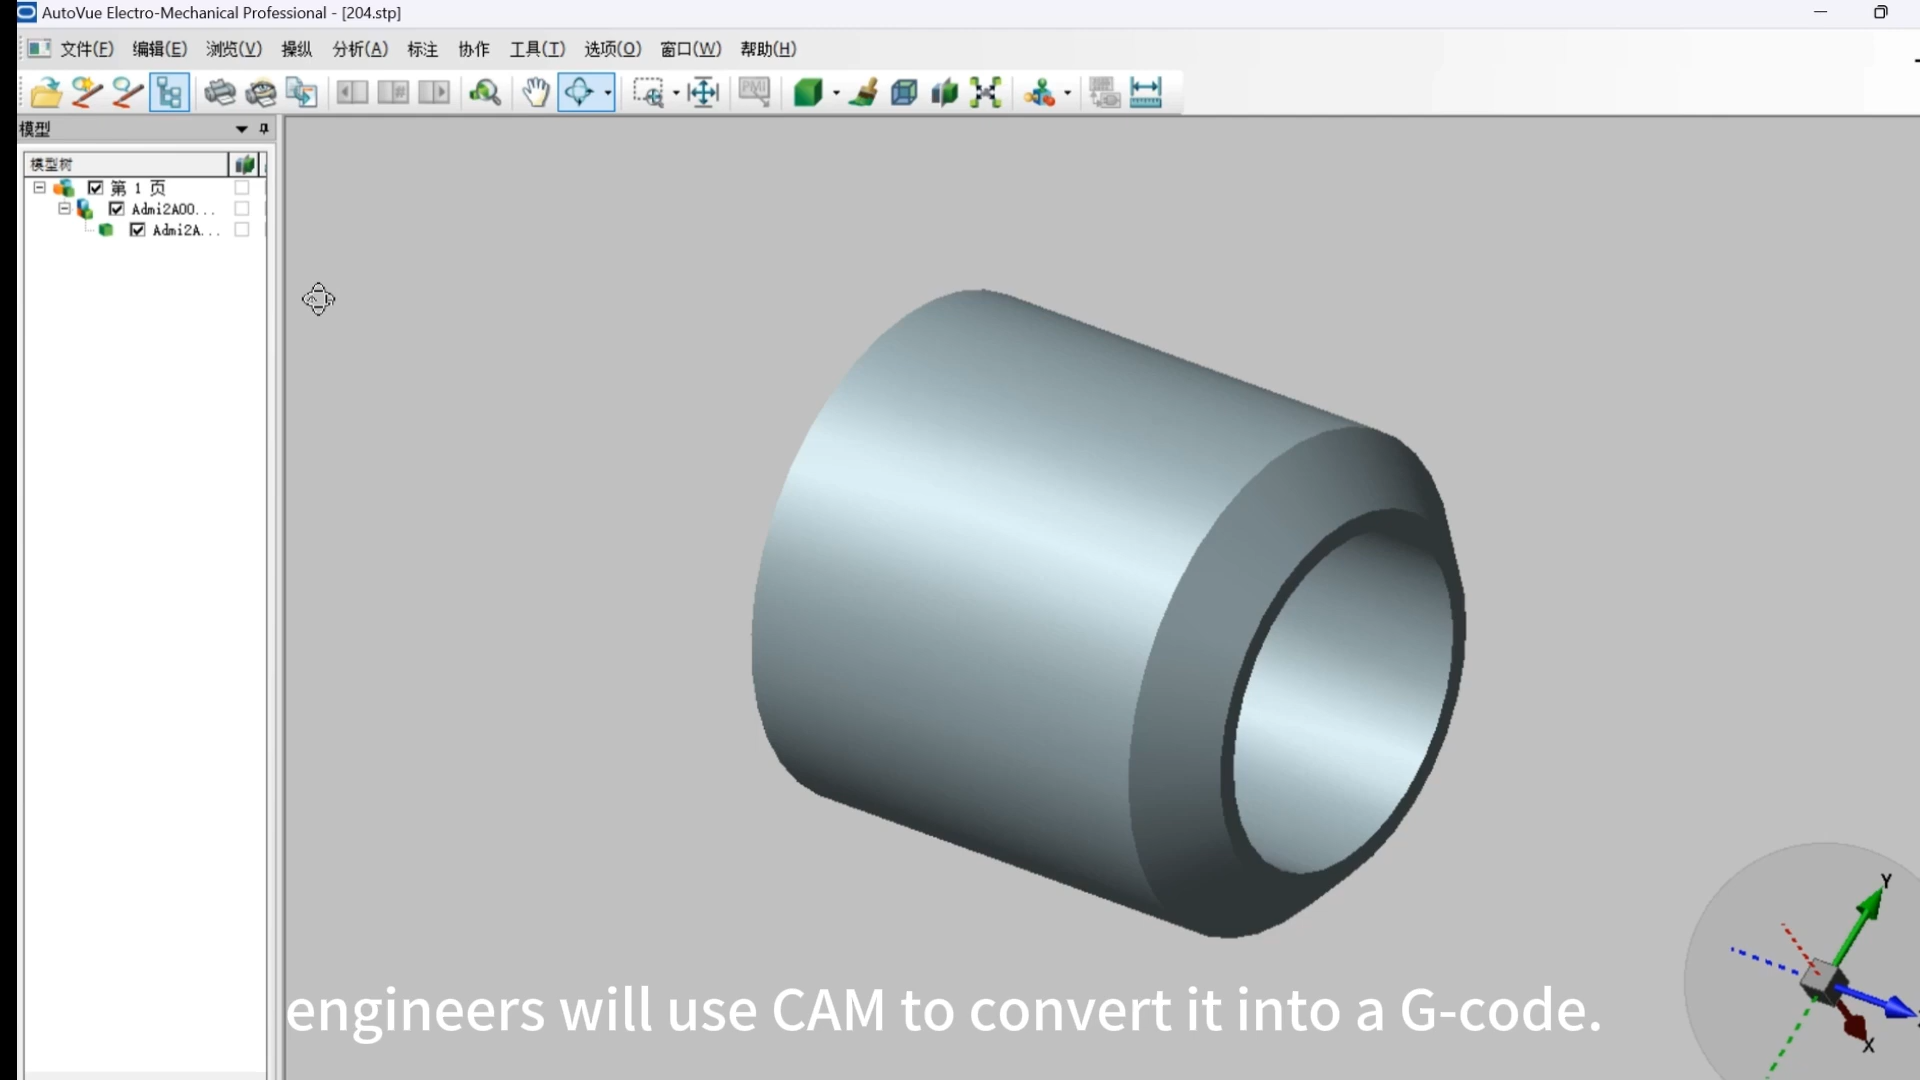 AutoVue Electro-Mechanical Professional - [204.stp]
文件(F) 编辑(E) 浏览(V) 操纵 分析(A) 标注 协作 工具(T) 选项(O) 窗口(W) 帮助(H)
PMI
模型
模型树
第 1 页
Admi2A00...
Admi2A...
Y
X
engineers will use CAM to convert it into a G-code.